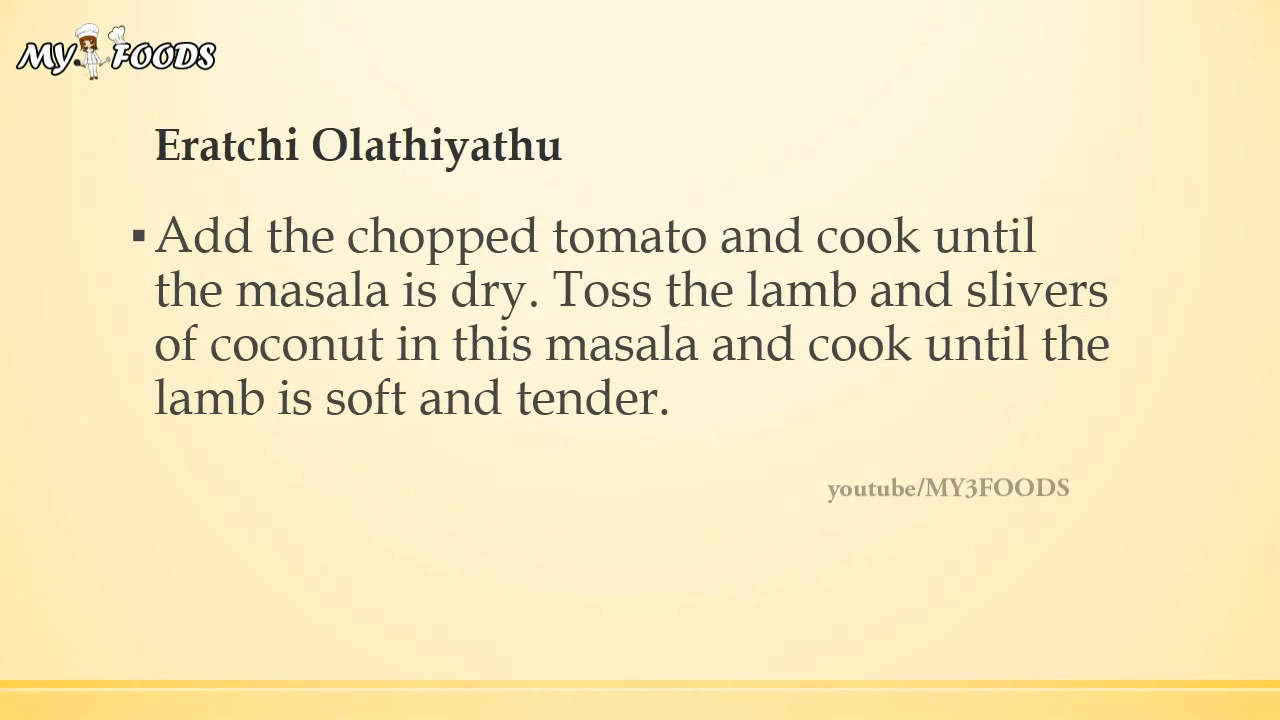 MY FOODS
Eratchi Olathiyathu
▪ Add the chopped tomato and cook until
the masala is dry. Toss the lamb and slivers
of coconut in this masala and cook until the
lamb is soft and tender.
youtube/MY3FOODS